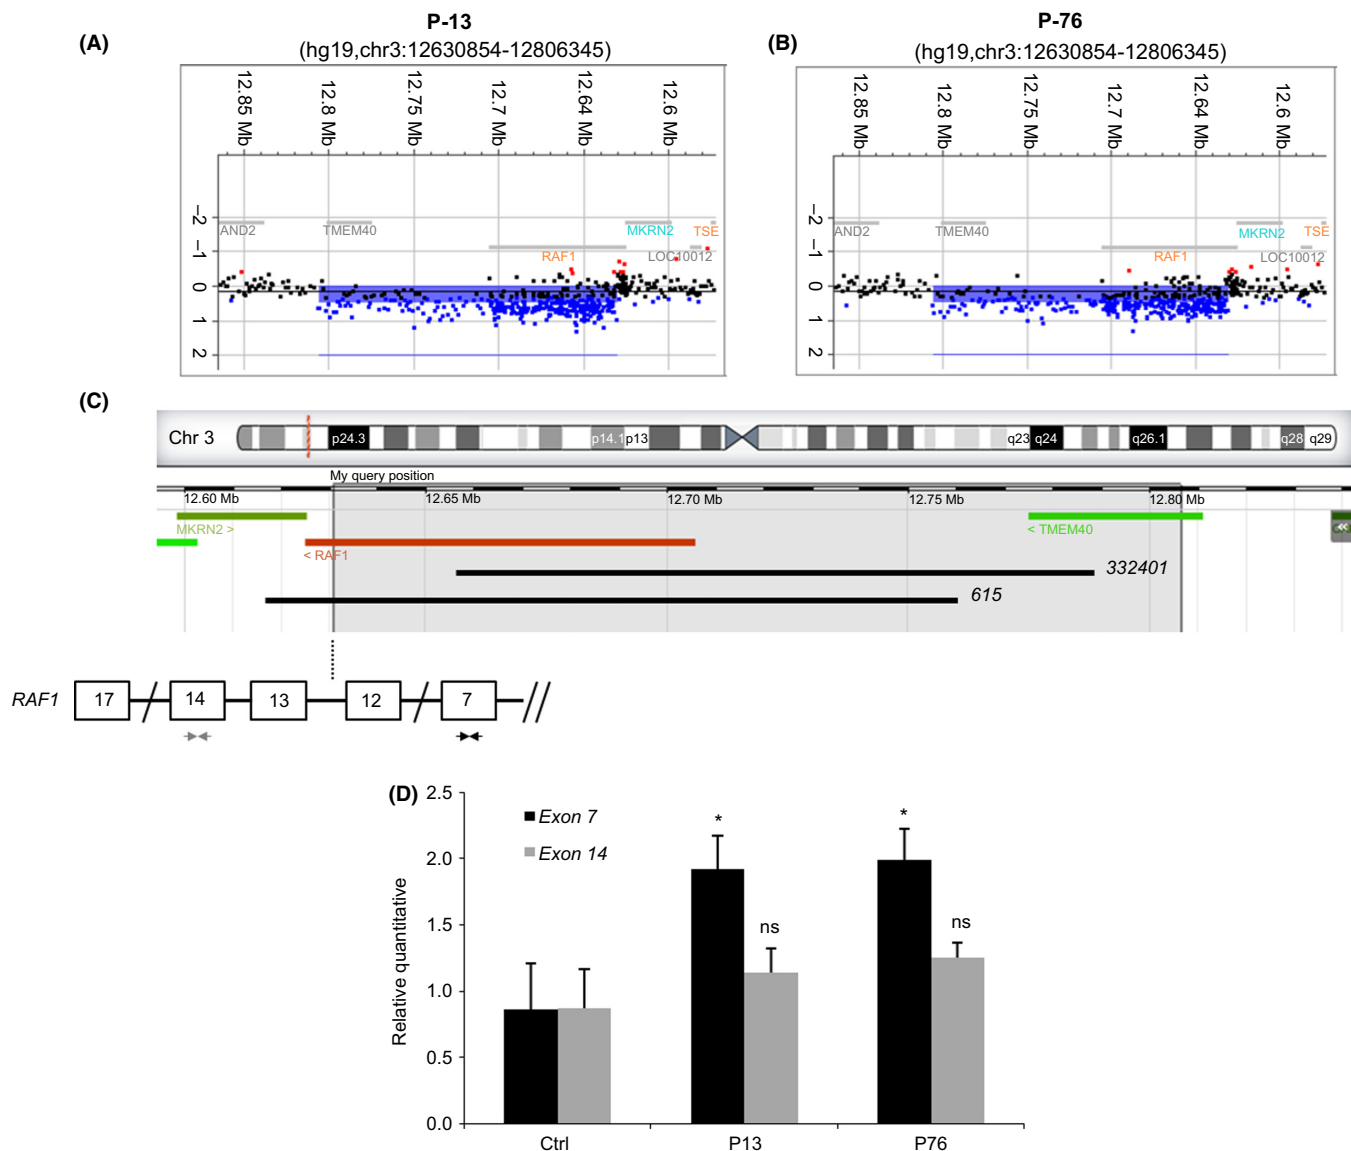 (A)
P-13
(hg19,chr3:12630854-12806345)
12.85 Mb
12.8 Mb
12.75 Mb
12.7 Mb
12.64 Mb
12.6 Mb
−2
−1
0
1
2
AND2
TMEM40
RAF1
MKRN2
TSE
LOC10012
(B)
P-76
(hg19,chr3:12630854-12806345)
12.85 Mb
12.8 Mb
12.75 Mb
12.7 Mb
12.64 Mb
12.6 Mb
−2
−1
0
1
2
AND2
TMEM40
RAF1
MKRN2
TSE
LOC10012
(C)
Chr 3
p24.3
p14.1
p13
q23
q24
q26.1
q28
q29
My query position
12.60 Mb
12.65 Mb
12.70 Mb
12.75 Mb
12.80 Mb
MKRN2 >
< RAF1
< TMEM40
332401
615
RAF1
17
14
13
12
7
(D)
Relative quantitative
2.5
2.0
1.5
1.0
0.5
0.0
Exon 7
Exon 14
*
ns
*
ns
Ctrl
P13
P76